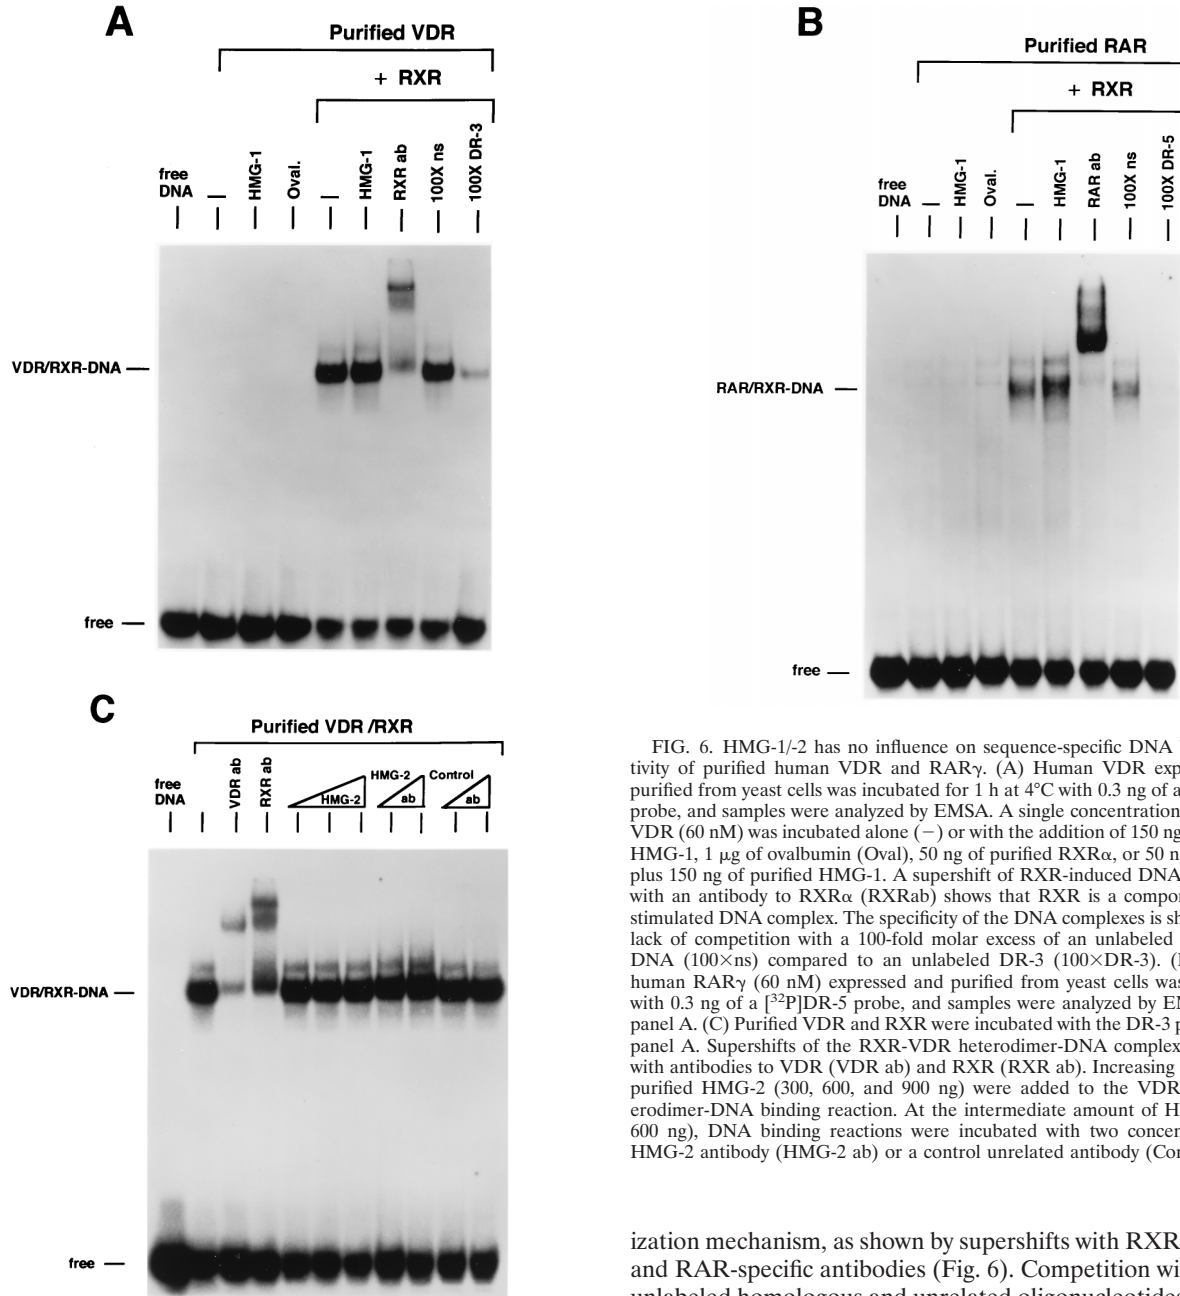 A
Purified VDR
+ RXR
free DNA
—
HMG-1
Oval.
—
HMG-1
RXR ab
100X ns
100X DR-3
VDR/RXR-DNA
free
B
Purified RAR
+ RXR
free DNA
—
HMG-1
Oval.
—
HMG-1
RAR ab
100X ns
100X DR-5
RAR/RXR-DNA
free
C
Purified VDR /RXR
free DNA
VDR ab
RXR ab
HMG-2
HMG-2 ab
Control ab
VDR/RXR-DNA
free
FIG. 6. HMG-1/-2 has no influence on sequence-specific DNA
tivity of purified human VDR and RARγ. (A) Human VDR exp
purified from yeast cells was incubated for 1 h at 4°C with 0.3 ng of a
probe, and samples were analyzed by EMSA. A single concentration
VDR (60 nM) was incubated alone (−) or with the addition of 150 ng
HMG-1, 1 μg of ovalbumin (Oval), 50 ng of purified RXRα, or 50 n
plus 150 ng of purified HMG-1. A supershift of RXR-induced DNA
with an antibody to RXRα (RXRab) shows that RXR is a compo
stimulated DNA complex. The specificity of the DNA complexes is sh
lack of competition with a 100-fold molar excess of an unlabeled
DNA (100×ns) compared to an unlabeled DR-3 (100×DR-3). (
human RARγ (60 nM) expressed and purified from yeast cells was
with 0.3 ng of a [³²P]DR-5 probe, and samples were analyzed by EM
panel A. (C) Purified VDR and RXR were incubated with the DR-3 p
panel A. Supershifts of the RXR-VDR heterodimer-DNA complex
with antibodies to VDR (VDR ab) and RXR (RXR ab). Increasing
purified HMG-2 (300, 600, and 900 ng) were added to the VDR
erodimer-DNA binding reaction. At the intermediate amount of H
600 ng), DNA binding reactions were incubated with two concen
HMG-2 antibody (HMG-2 ab) or a control unrelated antibody (Con
ization mechanism, as shown by supershifts with RXR
and RAR-specific antibodies (Fig. 6). Competition wi
unlabeled homologous and unrelated oligonucleotides